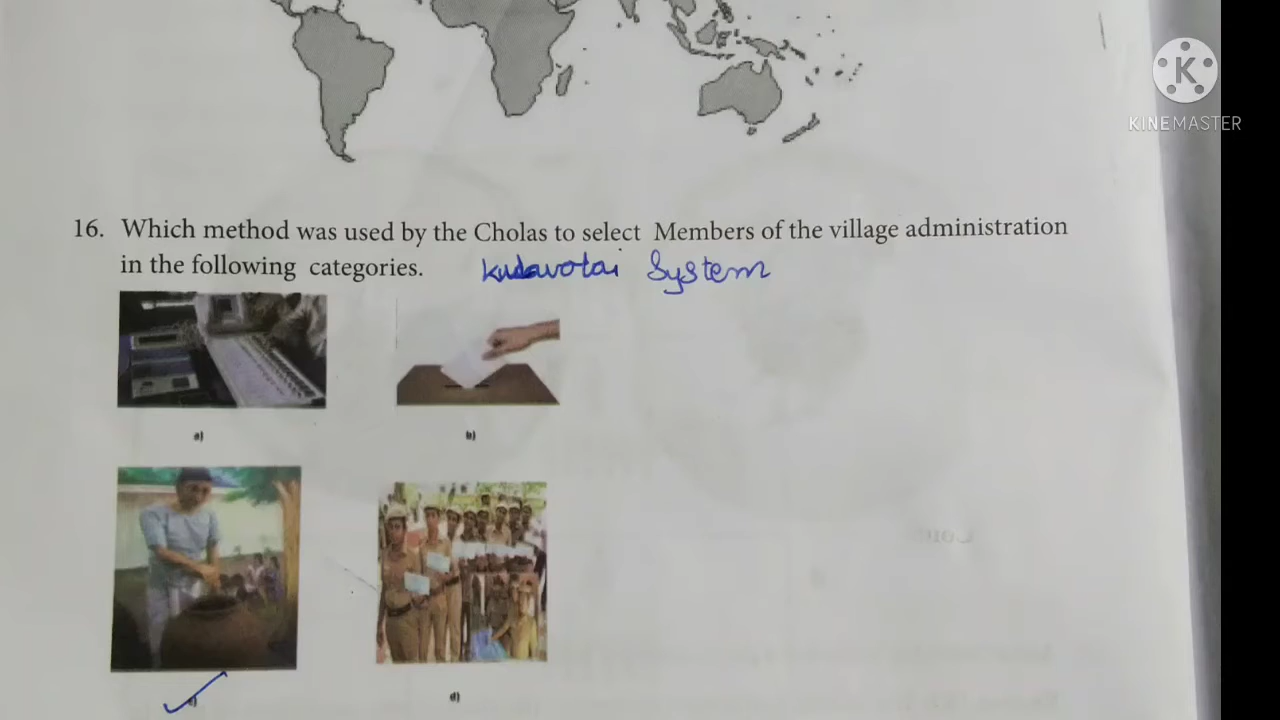 KINEMASTER
16. Which method was used by the Cholas to select Members of the village administration
in the following categories. Kudavolai System
a) b)
d)